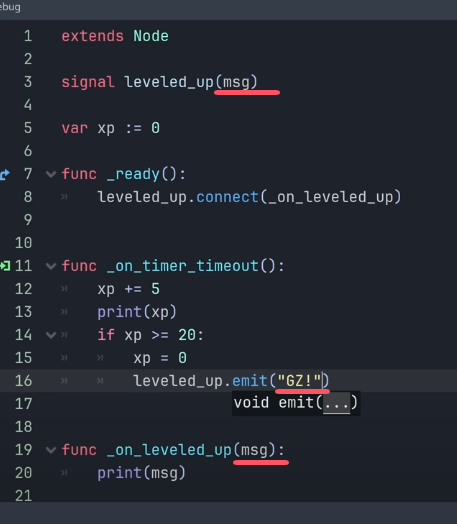 ebug
1 extends Node
2
3 signal leveled_up(msg)
4
5 var xp := 0
6
7 func _ready():
8 leveled_up.connect(_on_leveled_up)
9
10
11 func _on_timer_timeout():
12 xp += 5
13 print(xp)
14 if xp >= 20:
15 xp = 0
16 leveled_up.emit("GZ!")
17 void emit(...)
18
19 func _on_leveled_up(msg):
20 print(msg)
21